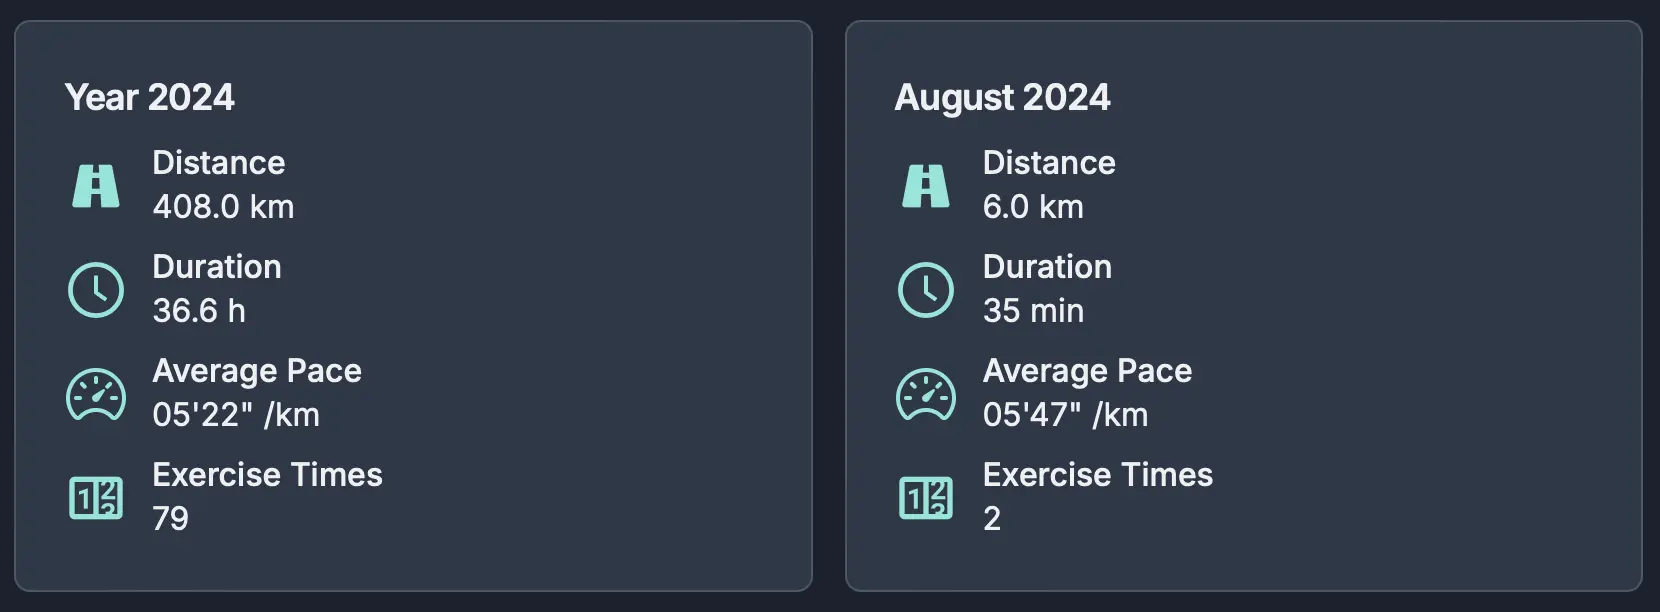 Year 2024
Distance
408.0 km
Duration
36.6 h
Average Pace
05'22" /km
Exercise Times
79
August 2024
Distance
6.0 km
Duration
35 min
Average Pace
05'47" /km
Exercise Times
2